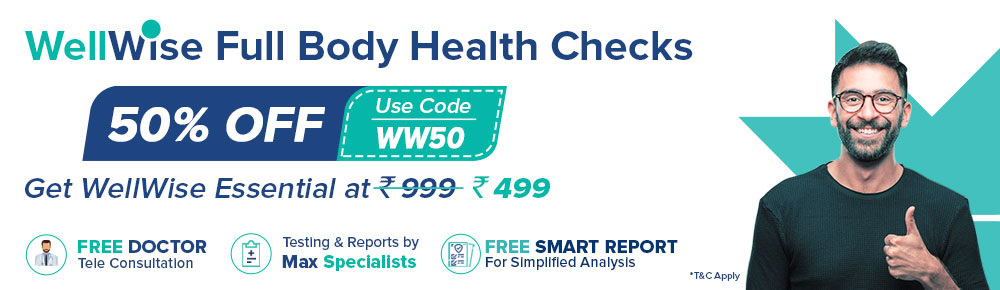 WellWise Full Body Health Checks
50% OFF
Use Code
WW50
Get WellWise Essential at ₹ 999 ₹ 499
FREE DOCTOR
Tele Consultation
Testing & Reports by
Max Specialists
FREE SMART REPORT
For Simplified Analysis
*T&C Apply